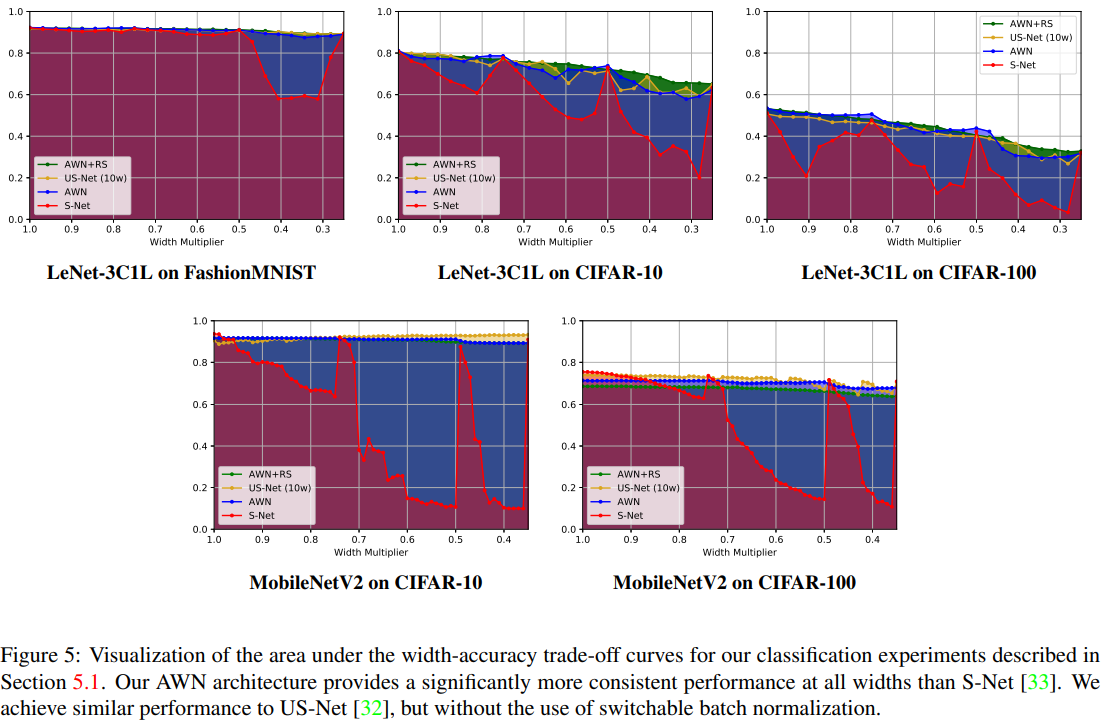 1.0
0.8
0.6
0.4
0.2
0.0
AWN+RS
US-Net (10w)
AWN
S-Net
1.0 0.9 0.8 0.7 0.6 0.5 0.4 0.3
Width Multiplier
LeNet-3C1L on FashionMNIST
1.0
0.8
0.6
0.4
0.2
0.0
AWN+RS
US-Net (10w)
AWN
S-Net
1.0 0.9 0.8 0.7 0.6 0.5 0.4 0.3
Width Multiplier
LeNet-3C1L on CIFAR-10
1.0
0.8
0.6
0.4
0.2
0.0
AWN+RS
US-Net (10w)
AWN
S-Net
1.0 0.9 0.8 0.7 0.6 0.5 0.4 0.3
Width Multiplier
LeNet-3C1L on CIFAR-100
1.0
0.8
0.6
0.4
0.2
0.0
AWN+RS
US-Net (10w)
AWN
S-Net
1.0 0.9 0.8 0.7 0.6 0.5 0.4
Width Multiplier
MobileNetV2 on CIFAR-10
1.0
0.8
0.6
0.4
0.2
0.0
AWN+RS
US-Net (10w)
AWN
S-Net
1.0 0.9 0.8 0.7 0.6 0.5 0.4
Width Multiplier
MobileNetV2 on CIFAR-100
Figure 5: Visualization of the area under the width-accuracy trade-off curves for our classification experiments described in
Section 5.1. Our AWN architecture provides a significantly more consistent performance at all widths than S-Net [33]. We
achieve similar performance to US-Net [32], but without the use of switchable batch normalization.